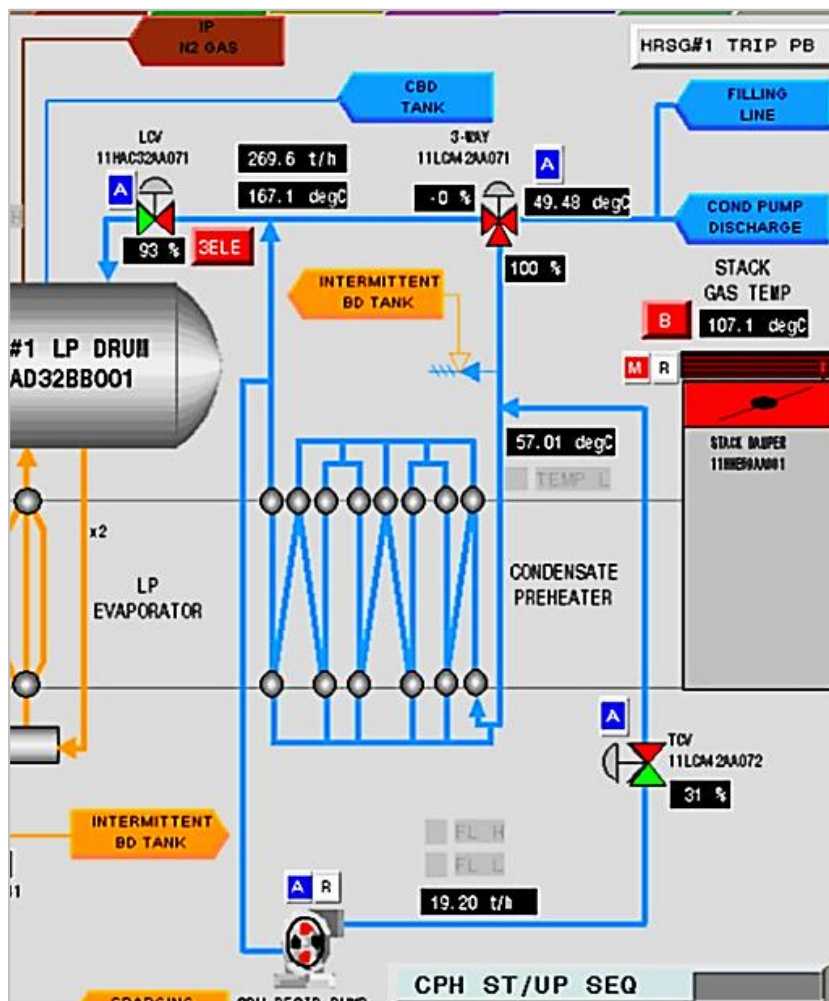 IP
N2 GAS
HRSG#1 TRIP PB
CBD
TANK
FILLING
LINE
LCV
11HAC32AA071
3-WAY
11LCA42AA071
269.6 t/h
A
A
167.1 degC
-0 %
49.48 degC
COND PUMP
DISCHARGE
93 %
3ELE
100 %
INTERMITTENT
BD TANK
STACK
GAS TEMP
B
107.1 degC
#1 LP DRUM
AD32BB001
M R
57.01 degC
STACK DAMPER
TEMP L
x2
LP
EVAPORATOR
CONDENSATE
PREHEATER
A
TCV
11LCA42AA072
31 %
INTERMITTENT
BD TANK
FL H
FL L
A R
19.20 t/h
CPH ST/UP SEQ